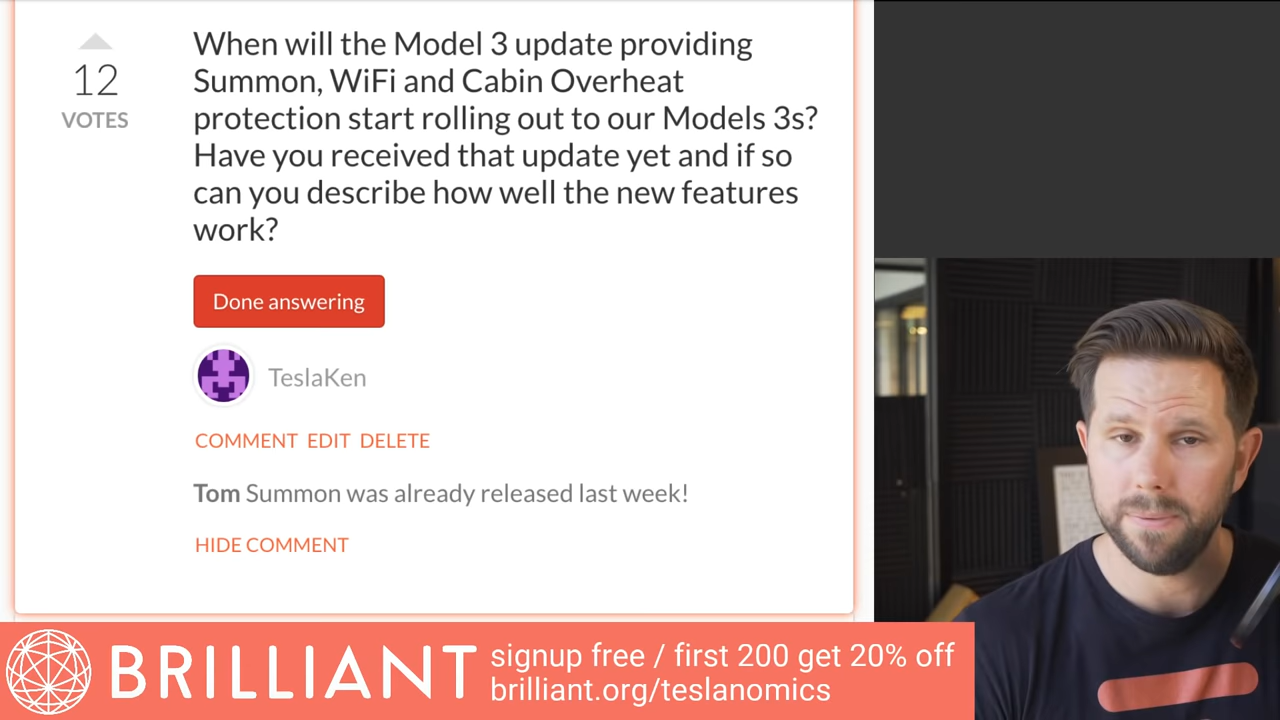 When will the Model 3 update providing
Summon, WiFi and Cabin Overheat
protection start rolling out to our Models 3s?
Have you received that update yet and if so
can you describe how well the new features
work?
12
VOTES
Done answering
TeslaKen
COMMENT EDIT DELETE
Tom Summon was already released last week!
HIDE COMMENT
BRILLIANT
signup free / first 200 get 20% off
brilliant.org/teslanomics